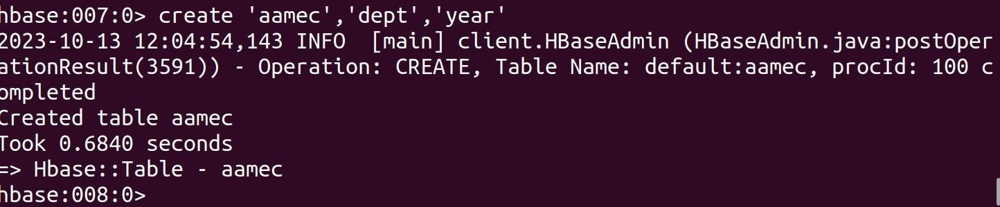 hbase:007:0> create 'aamec','dept','year'
2023-10-13 12:04:54,143 INFO  [main] client.HBaseAdmin (HBaseAdmin.java:postOper
ationResult(3591)) - Operation: CREATE, Table Name: default:aamec, procId: 100 c
ompleted
Created table aamec
Took 0.6840 seconds
=> Hbase::Table - aamec
hbase:008:0>